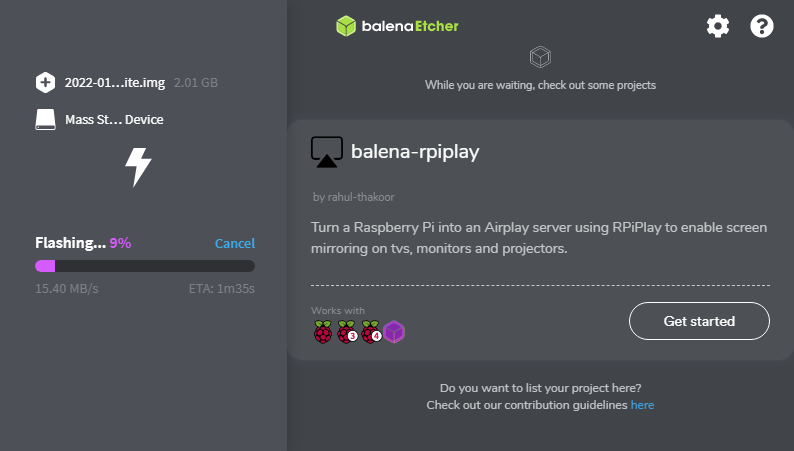 balenaEtcher
2022-01...ite.img 2.01 GB
Mass St... Device
Flashing... 9% Cancel
15.40 MB/s ETA: 1m35s
While you are waiting, check out some projects
balena-rpiplay
by rahul-thakoor
Turn a Raspberry Pi into an Airplay server using RPiPlay to enable screen
mirroring on tvs, monitors and projectors.
Works with
3 4
Get started
Do you want to list your project here?
Check out our contribution guidelines here